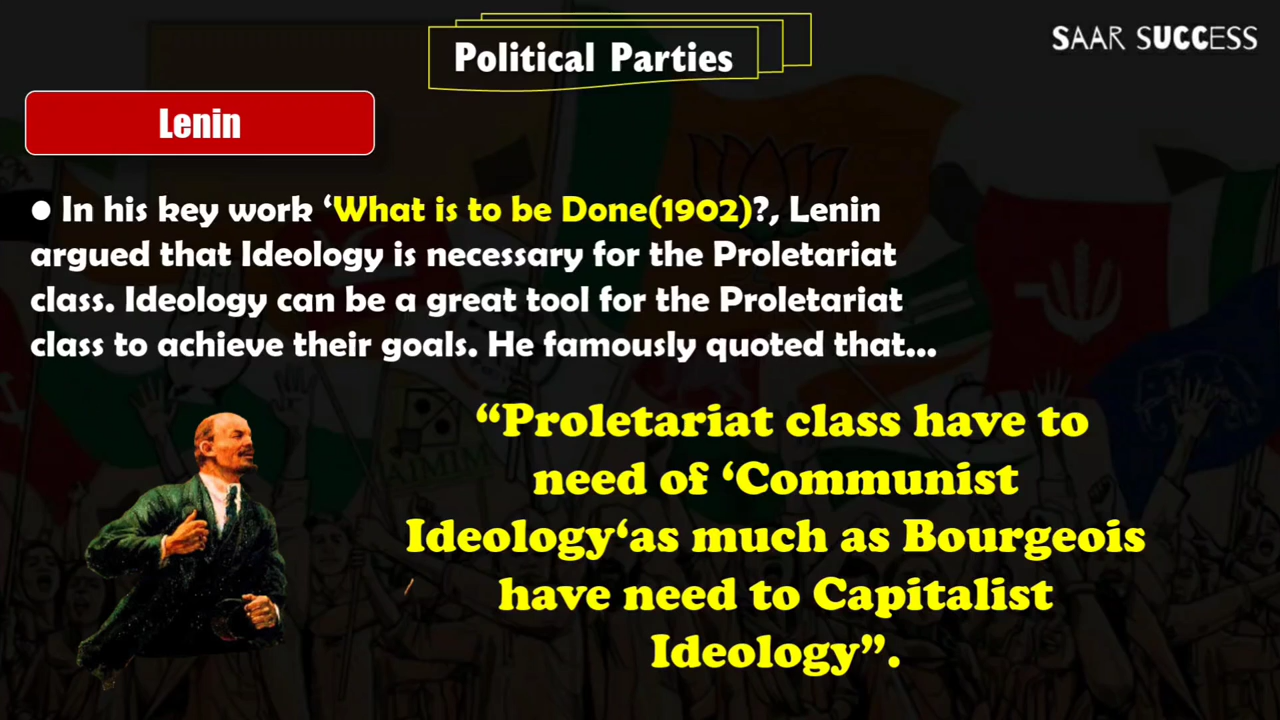 Political Parties
SAAR SUCCESS
Lenin
● In his key work ‘What is to be Done(1902)?, Lenin
argued that Ideology is necessary for the Proletariat
class. Ideology can be a great tool for the Proletariat
class to achieve their goals. He famously quoted that...
“Proletariat class have to
need of ‘Communist
Ideology‘as much as Bourgeois
have need to Capitalist
Ideology”.
AIMIM